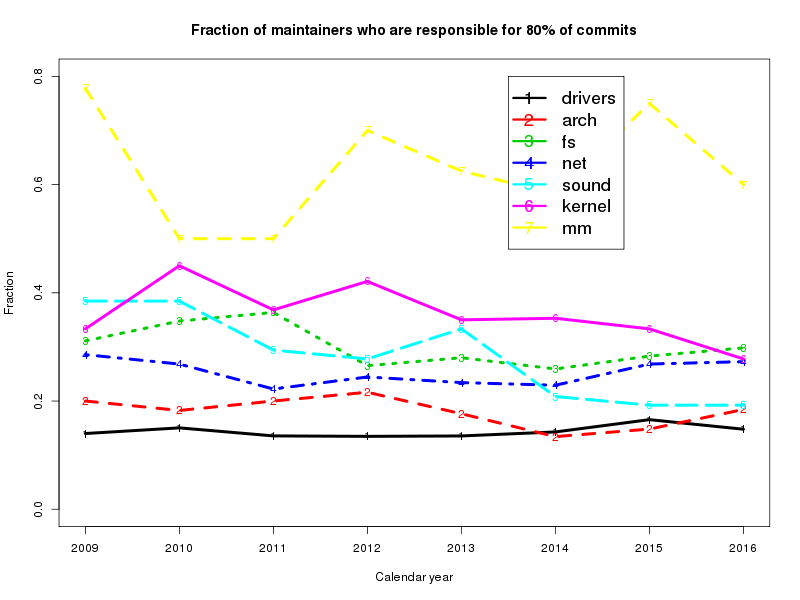 Fraction of maintainers who are responsible for 80% of commits
0.8
0.6
0.4
0.2
0.0
Fraction
1 drivers
2 arch
3 fs
4 net
5 sound
6 kernel
7 mm
2009 2010 2011 2012 2013 2014 2015 2016
Calendar year